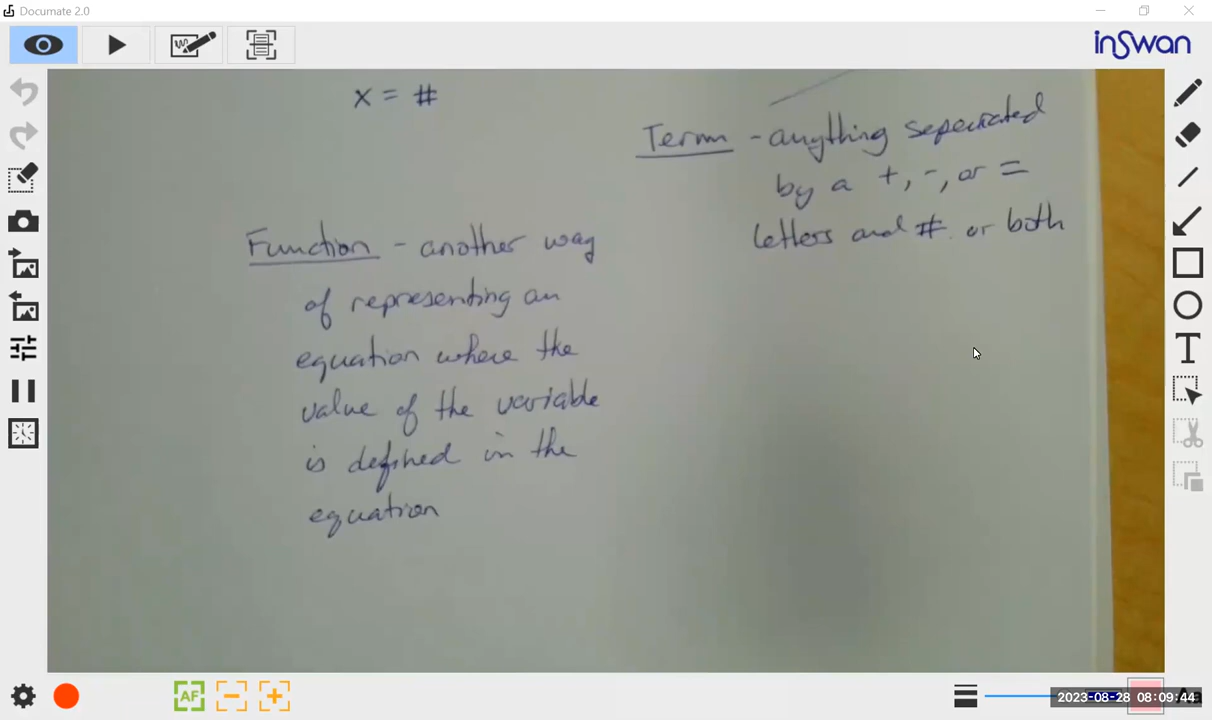 Documate 2.0
inSwan
x = #
Term - anything seperated
by a +, -, or =
letters and #. or both
Function - another way
of representing an
equation where the
value of the variable
is defined in the
equation
T
AF
2023-08-28 08:09:44